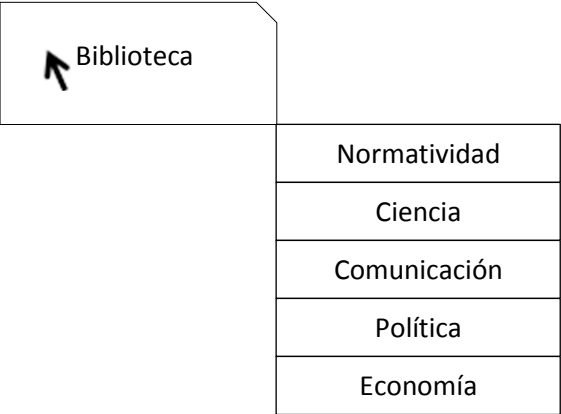 Biblioteca
Normatividad
Ciencia
Comunicación
Política
Economía